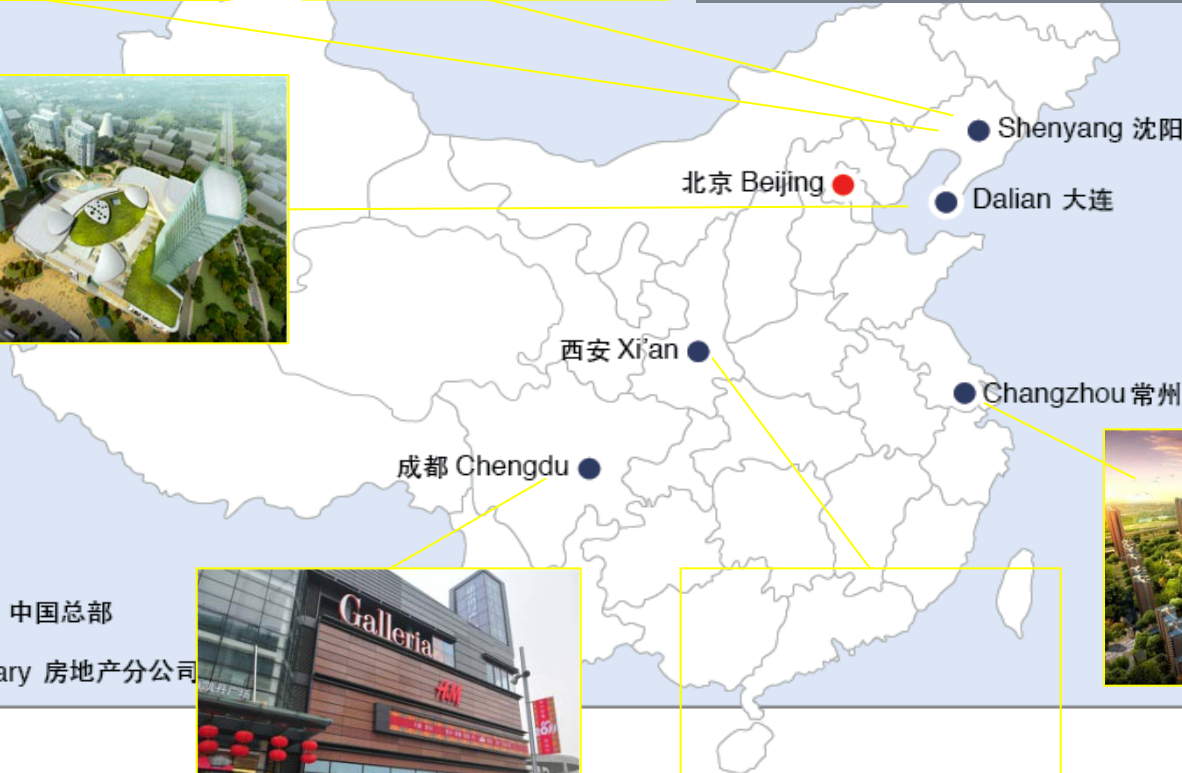 Shenyang 沈阳
北京 Beijing
Dalian 大连
西安 Xi'an
Changzhou 常州
成都 Chengdu
中国总部
ary 房地产分公司
Galleria
H&M